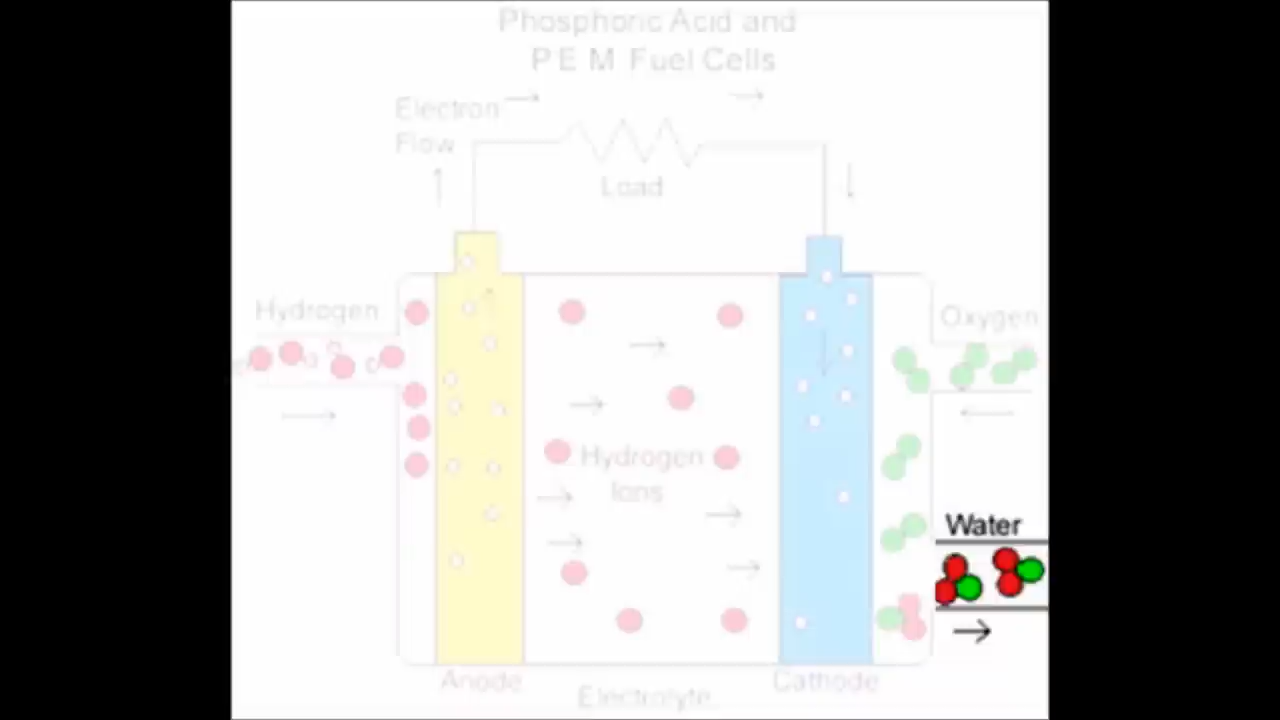 Phosphoric Acid and
P E M Fuel Cells
Electron
Flow
Load
Hydrogen
Oxygen
Hydrogen
Ions
Water
Anode
Cathode
Electrolyte